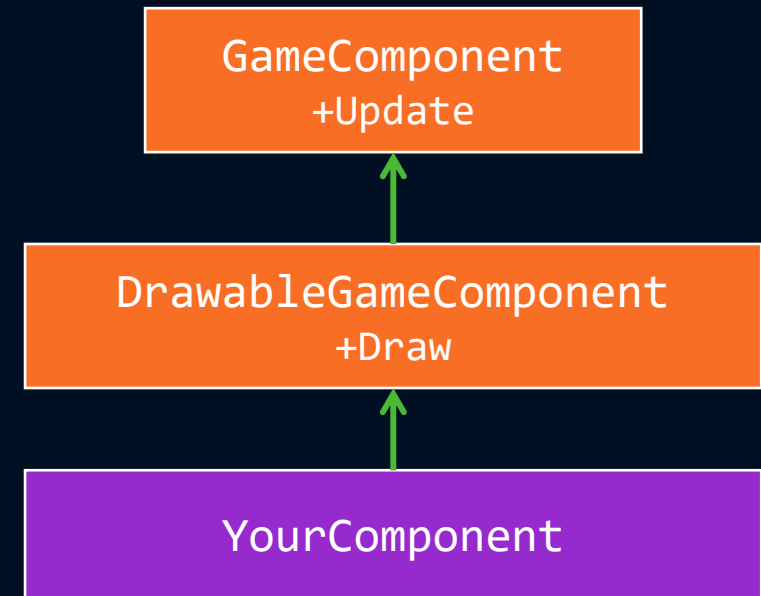 GameComponent
+Update
DrawableGameComponent
+Draw
YourComponent